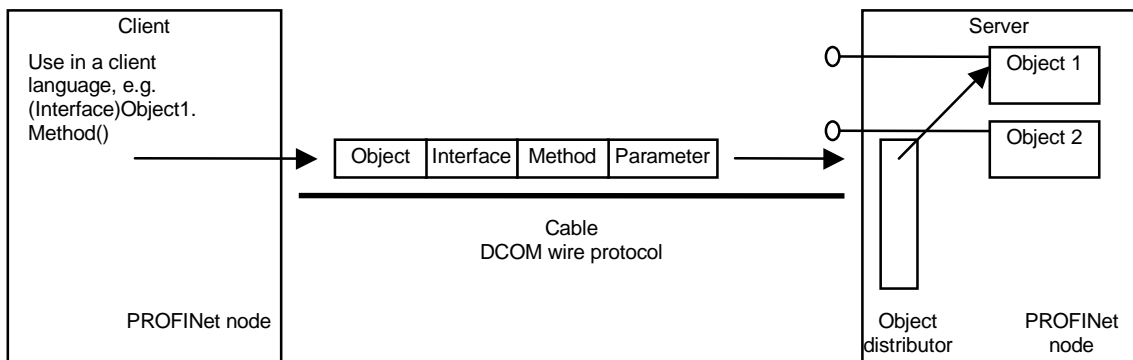 Client
Use in a client
language, e.g.
(Interface)Object1.
Method()
PROFINet node
Object Interface Method Parameter
Cable
DCOM wire protocol
Server
Object 1
Object 2
Object
distributor
PROFINet
node